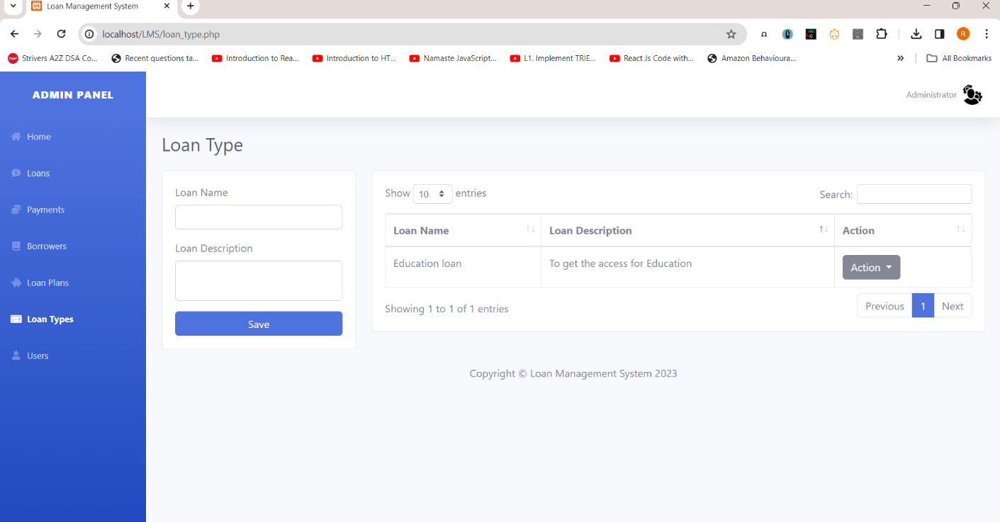 Loan Management System
localhost/LMS/loan_type.php
R
Strivers A2Z DSA Co... Recent questions ta... Introduction to Rea... Introduction to HT... Namaste JavaScript... L1. Implement TRIE... React Js Code with... Amazon Behavioura... » All Bookmarks
ADMIN PANEL
Administrator
Home
Loans
Payments
Borrowers
Loan Plans
Loan Types
Users
Loan Type
Loan Name
Loan Description
Save
Show 10 entries
Search:
Loan Name Loan Description Action
Education loan To get the access for Education Action
Showing 1 to 1 of 1 entries
Previous 1 Next
Copyright © Loan Management System 2023